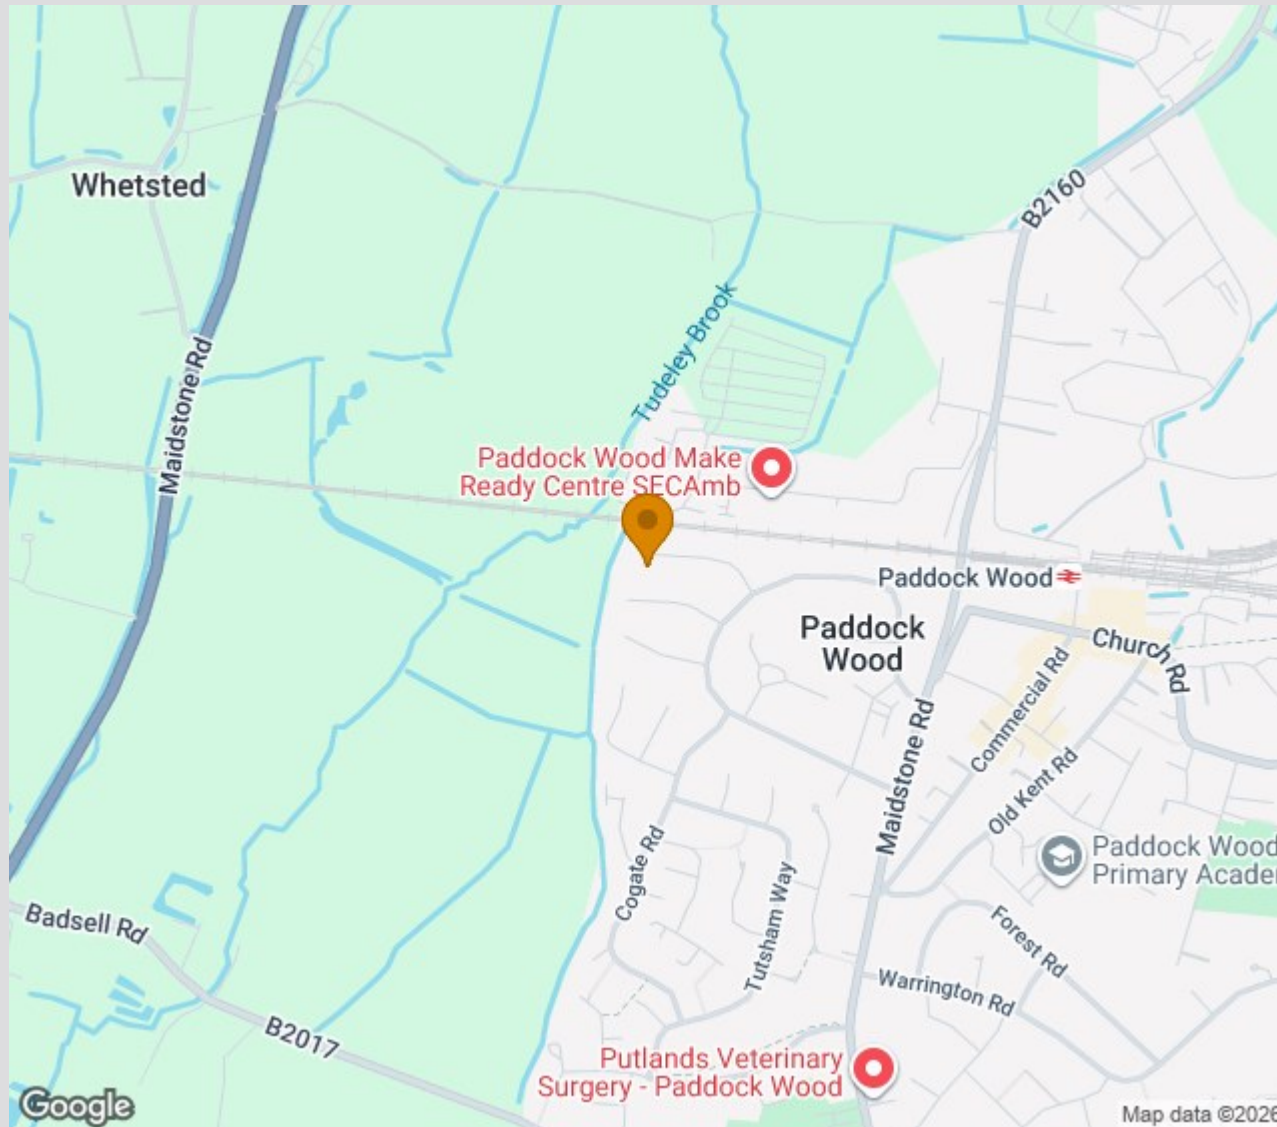 B2160
Whetsted
Tudeley Brook
Maidstone Rd
Paddock Wood Make
Ready Centre SECAmb
Paddock Wood
Paddock
Wood
Church Rd
Commercial Rd
Maidstone Rd
Old Kent Rd
Paddock Wood
Primary Acade
Cogate Rd
Tutsham Way
Badsell Rd
Forest Rd
Warrington Rd
B2017
Putlands Veterinary
Surgery - Paddock Wood
Google
Map data ©2026